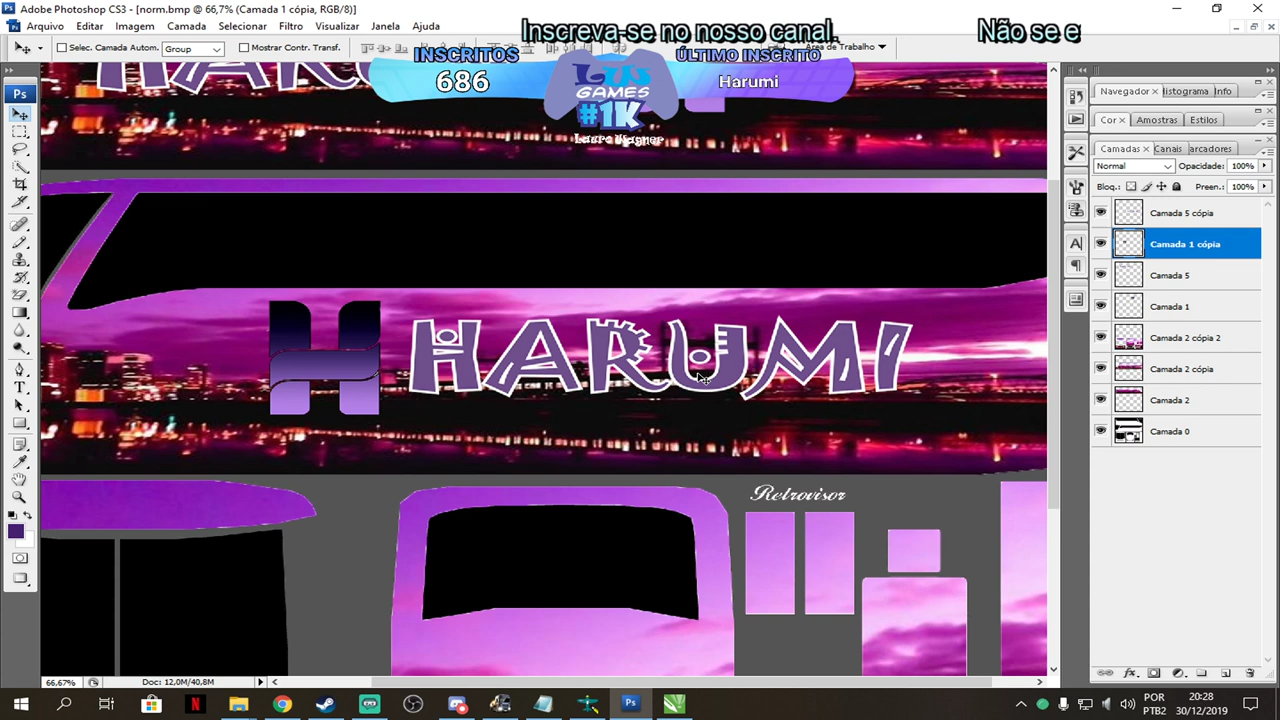 Adobe Photoshop CS3 - [norm.bmp @ 66,7% (Camada 1 cópia, RGB/8)]
Arquivo Editar Imagem Camada Selecionar Filtro Visualizar Janela Ajuda
Inscreva-se no nosso canal.
Não se e
Selec. Camada Autom. Group Mostrar Contr. Transf.
Área de Trabalho
INSCRITOS
686
ÚLTIMO INSCRITO
Harumi
GAMES
#1K
Navegador Histograma Info
Cor Amostras Estilos
Camadas Canais arcadores
Normal Opacidade: 100%
Bloq.: Preen.: 100%
Camada 5 cópia
Camada 1 cópia
Camada 5
Camada 1
Camada 2 cópia 2
Camada 2 cópia
Camada 2
Camada 0
Ps
H HARUMI
Retrovisor
66,67% Doc: 12,0M/40,8M
POR
PTB2
20:28
30/12/2019